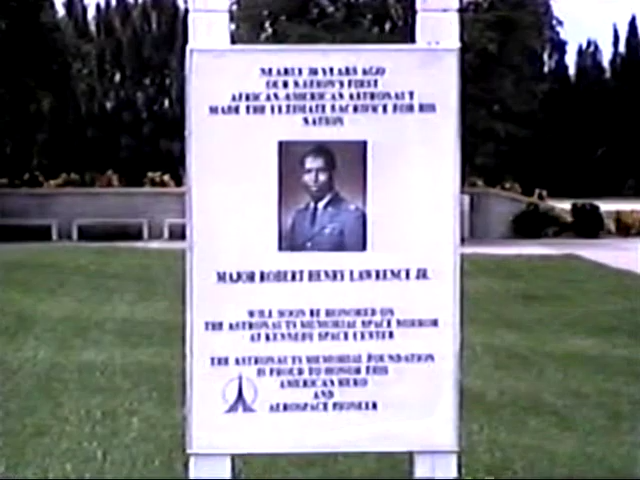 NEARLY 30 YEARS AGO
OUR NATION'S FIRST
AFRICAN-AMERICAN ASTRONAUT
MADE THE ULTIMATE SACRIFICE FOR HIS
NATION
MAJOR ROBERT HENRY LAWRENCE JR.
WILL SOON BE HONORED ON
THE ASTRONAUTS MEMORIAL SPACE MIRROR
AT KENNEDY SPACE CENTER
THE ASTRONAUTS MEMORIAL FOUNDATION
IS PROUD TO HONOR THIS
AMERICAN HERO
AND
AEROSPACE PIONEER